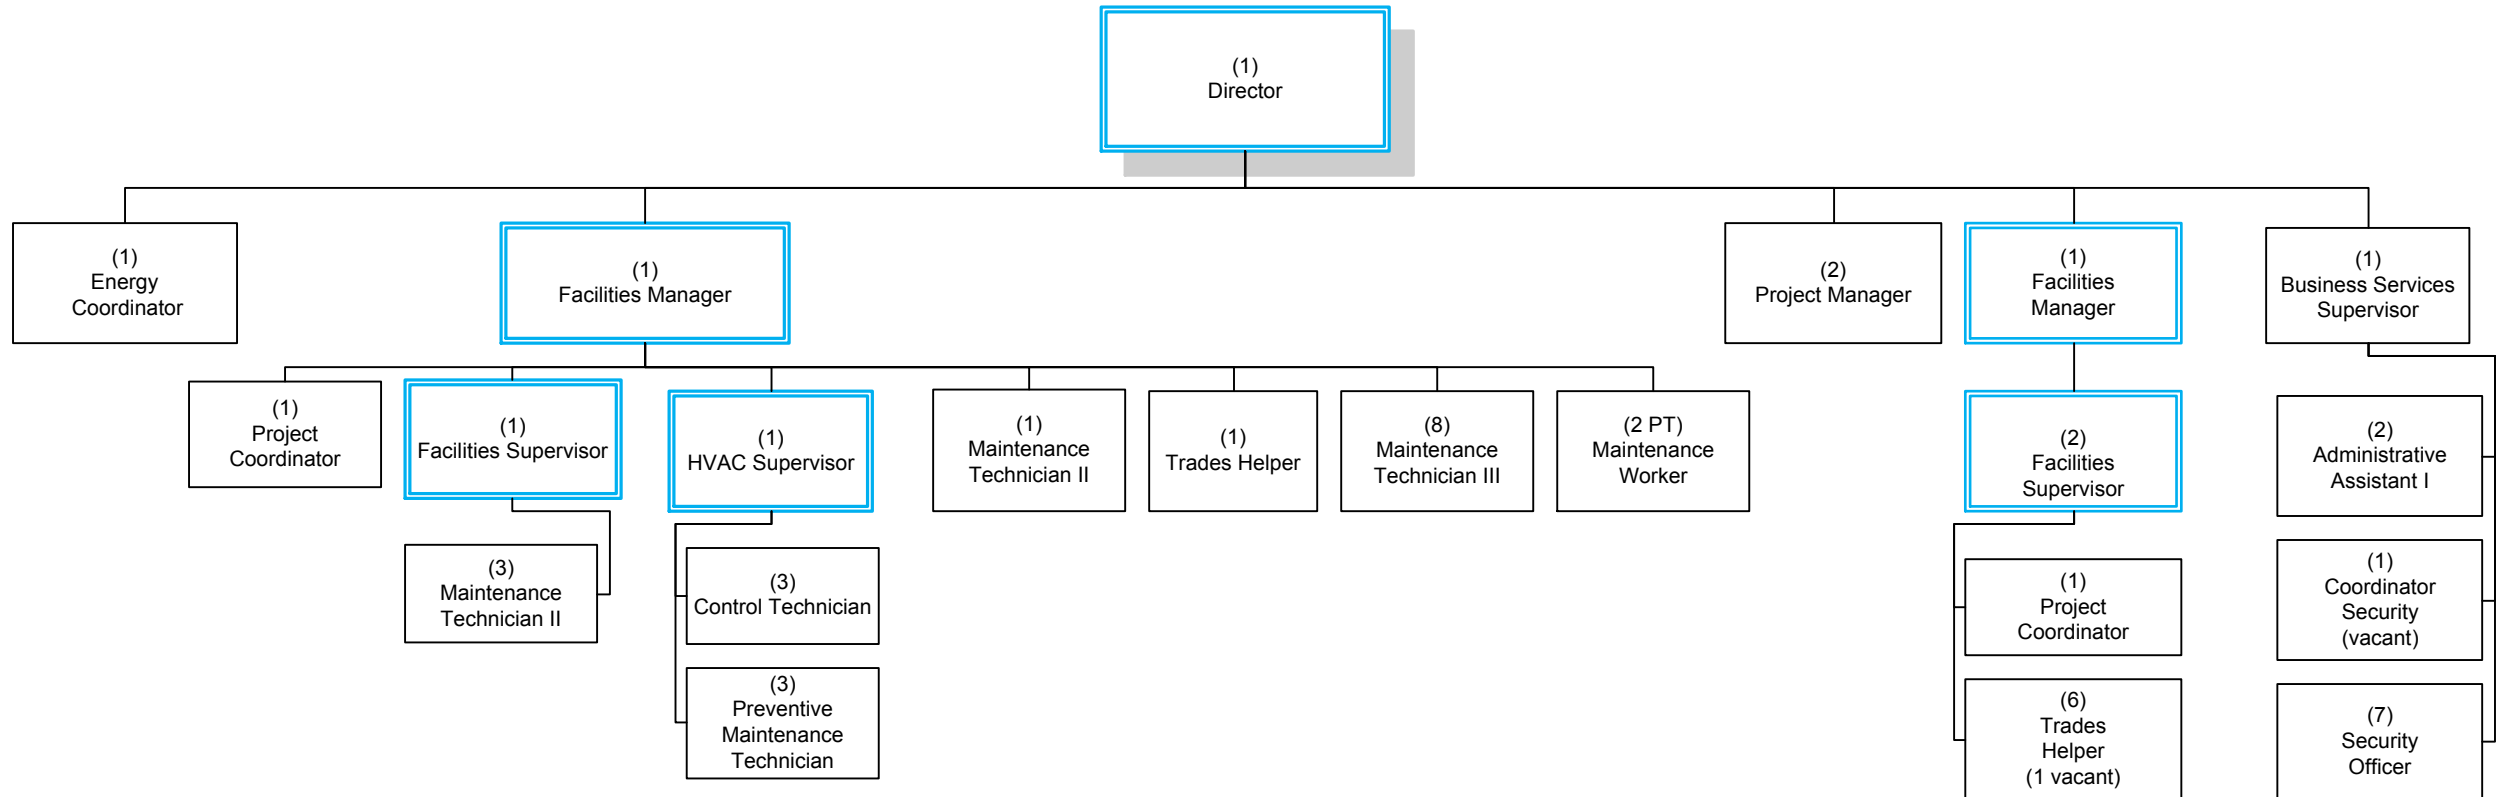 (1)
Director
(1)
Energy
Coordinator
(1)
Facilities Manager
(2)
Project Manager
(1)
Facilities
Manager
(1)
Business Services
Supervisor
(1)
Project
Coordinator
(1)
Facilities Supervisor
(1)
HVAC Supervisor
(1)
Maintenance
Technician II
(1)
Trades Helper
(8)
Maintenance
Technician III
(2 PT)
Maintenance
Worker
(2)
Facilities
Supervisor
(2)
Administrative
Assistant I
(3)
Maintenance
Technician II
(3)
Control Technician
(1)
Project
Coordinator
(1)
Coordinator
Security
(vacant)
(3)
Preventive
Maintenance
Technician
(6)
Trades
Helper
(1 vacant)
(7)
Security
Officer